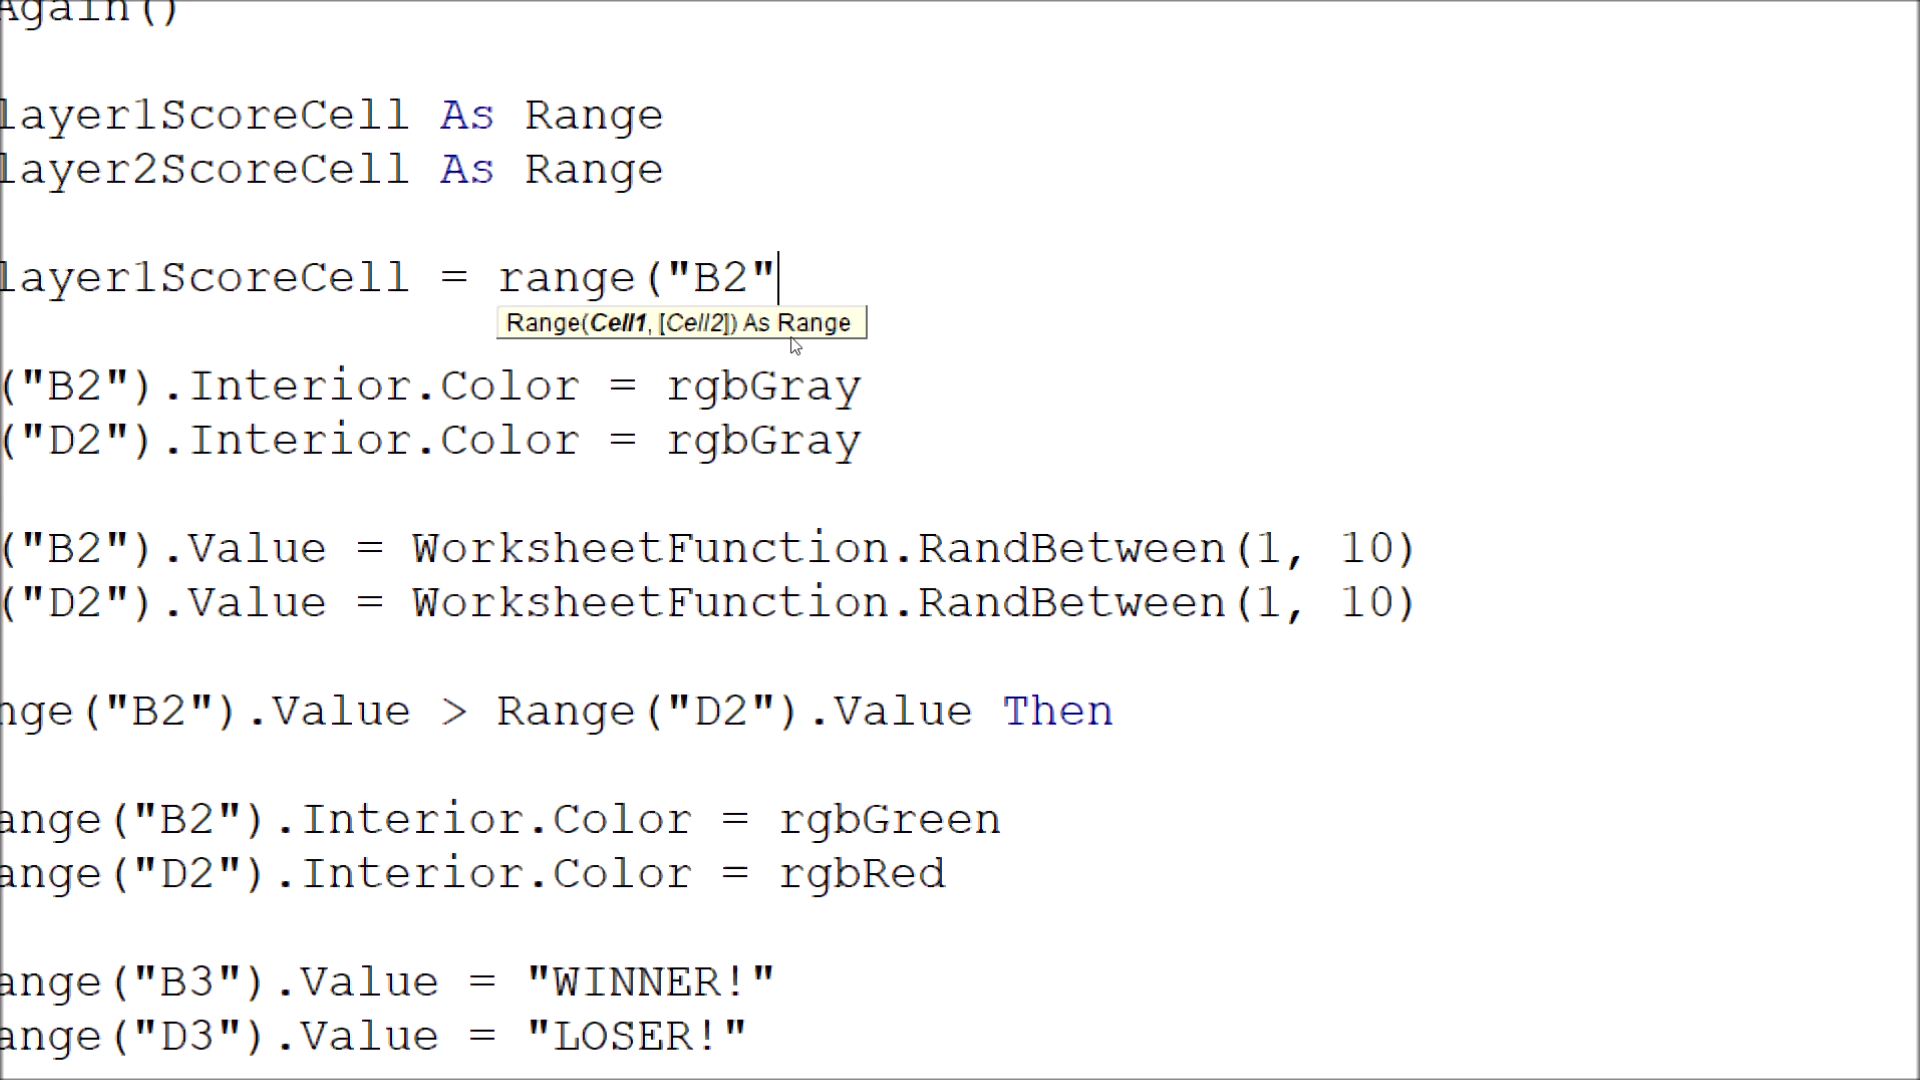 Again()
layer1ScoreCell As Range
layer2ScoreCell As Range
layer1ScoreCell = range("B2"
Range(Cell1, [Cell2]) As Range
("B2").Interior.Color = rgbGray
("D2").Interior.Color = rgbGray
("B2").Value = WorksheetFunction.RandBetween(1, 10)
("D2").Value = WorksheetFunction.RandBetween(1, 10)
nge("B2").Value > Range("D2").Value Then
ange("B2").Interior.Color = rgbGreen
ange("D2").Interior.Color = rgbRed
ange("B3").Value = "WINNER!"
ange("D3").Value = "LOSER!"